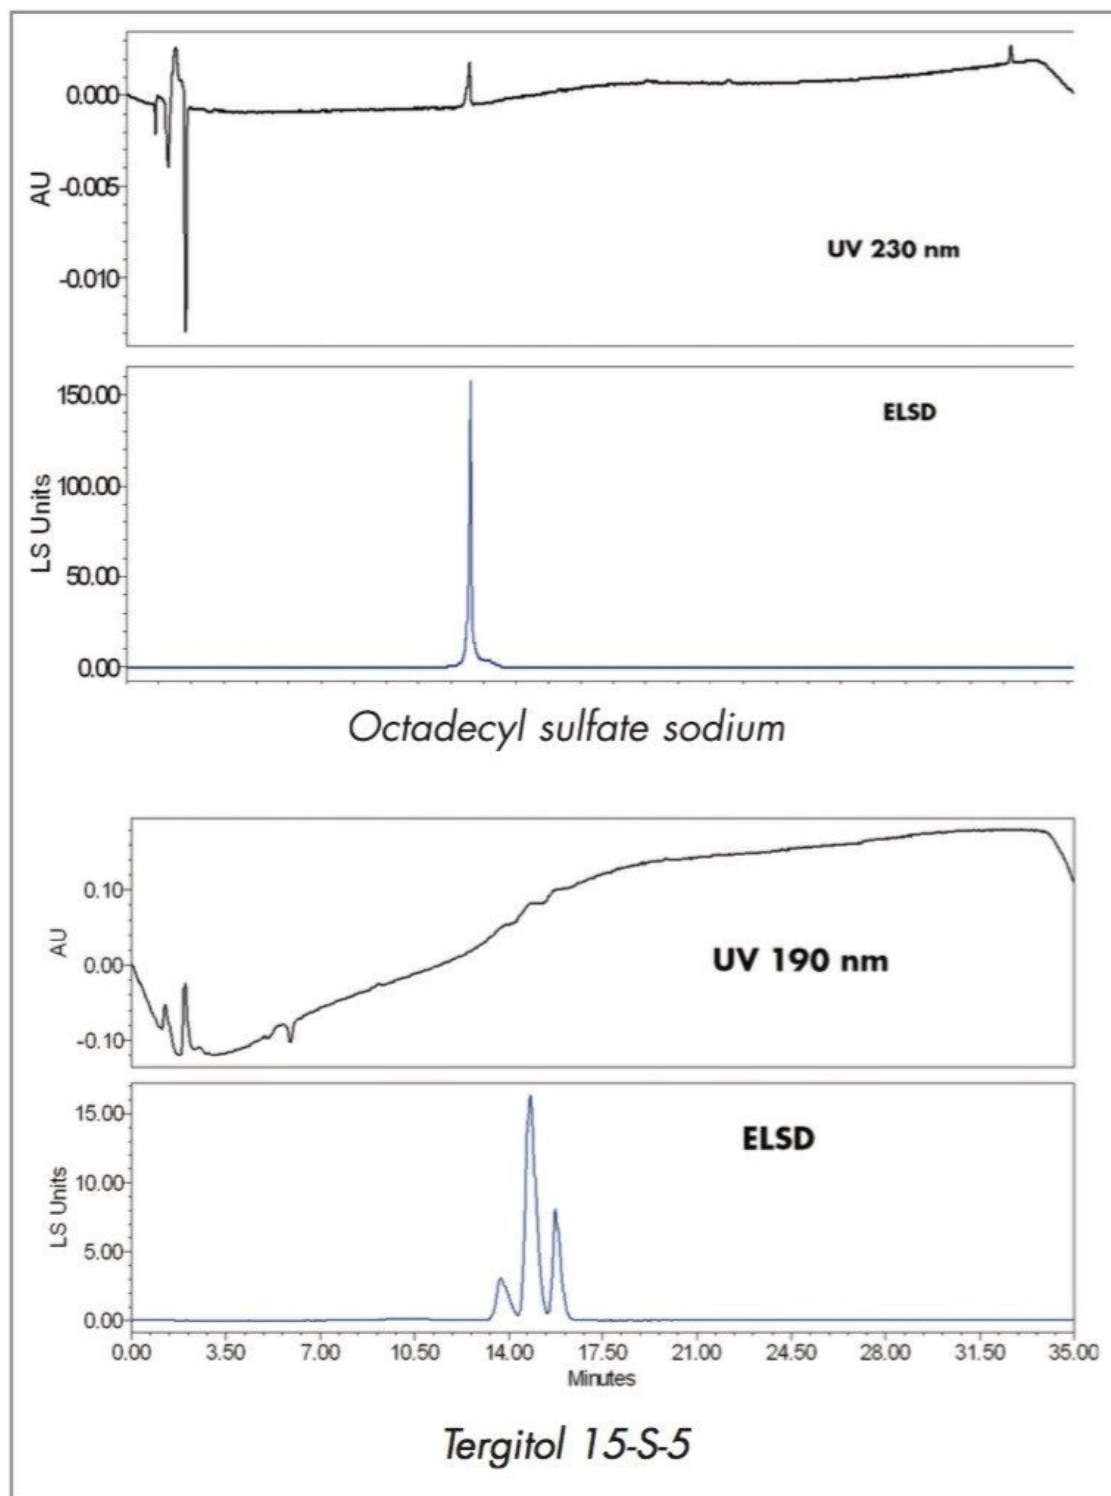 0.000
AU
-0.005
-0.010
UV 230 nm
150.00
ELSD
LS Units
100.00
50.00
0.00
Octadecyl sulfate sodium
0.10
AU
0.00
UV 190 nm
-0.10
15.00
ELSD
LS Units
10.00
5.00
0.00
0.00 3.50 7.00 10.50 14.00 17.50 21.00 24.50 28.00 31.50 35.00
Minutes
Tergitol 15-S-5